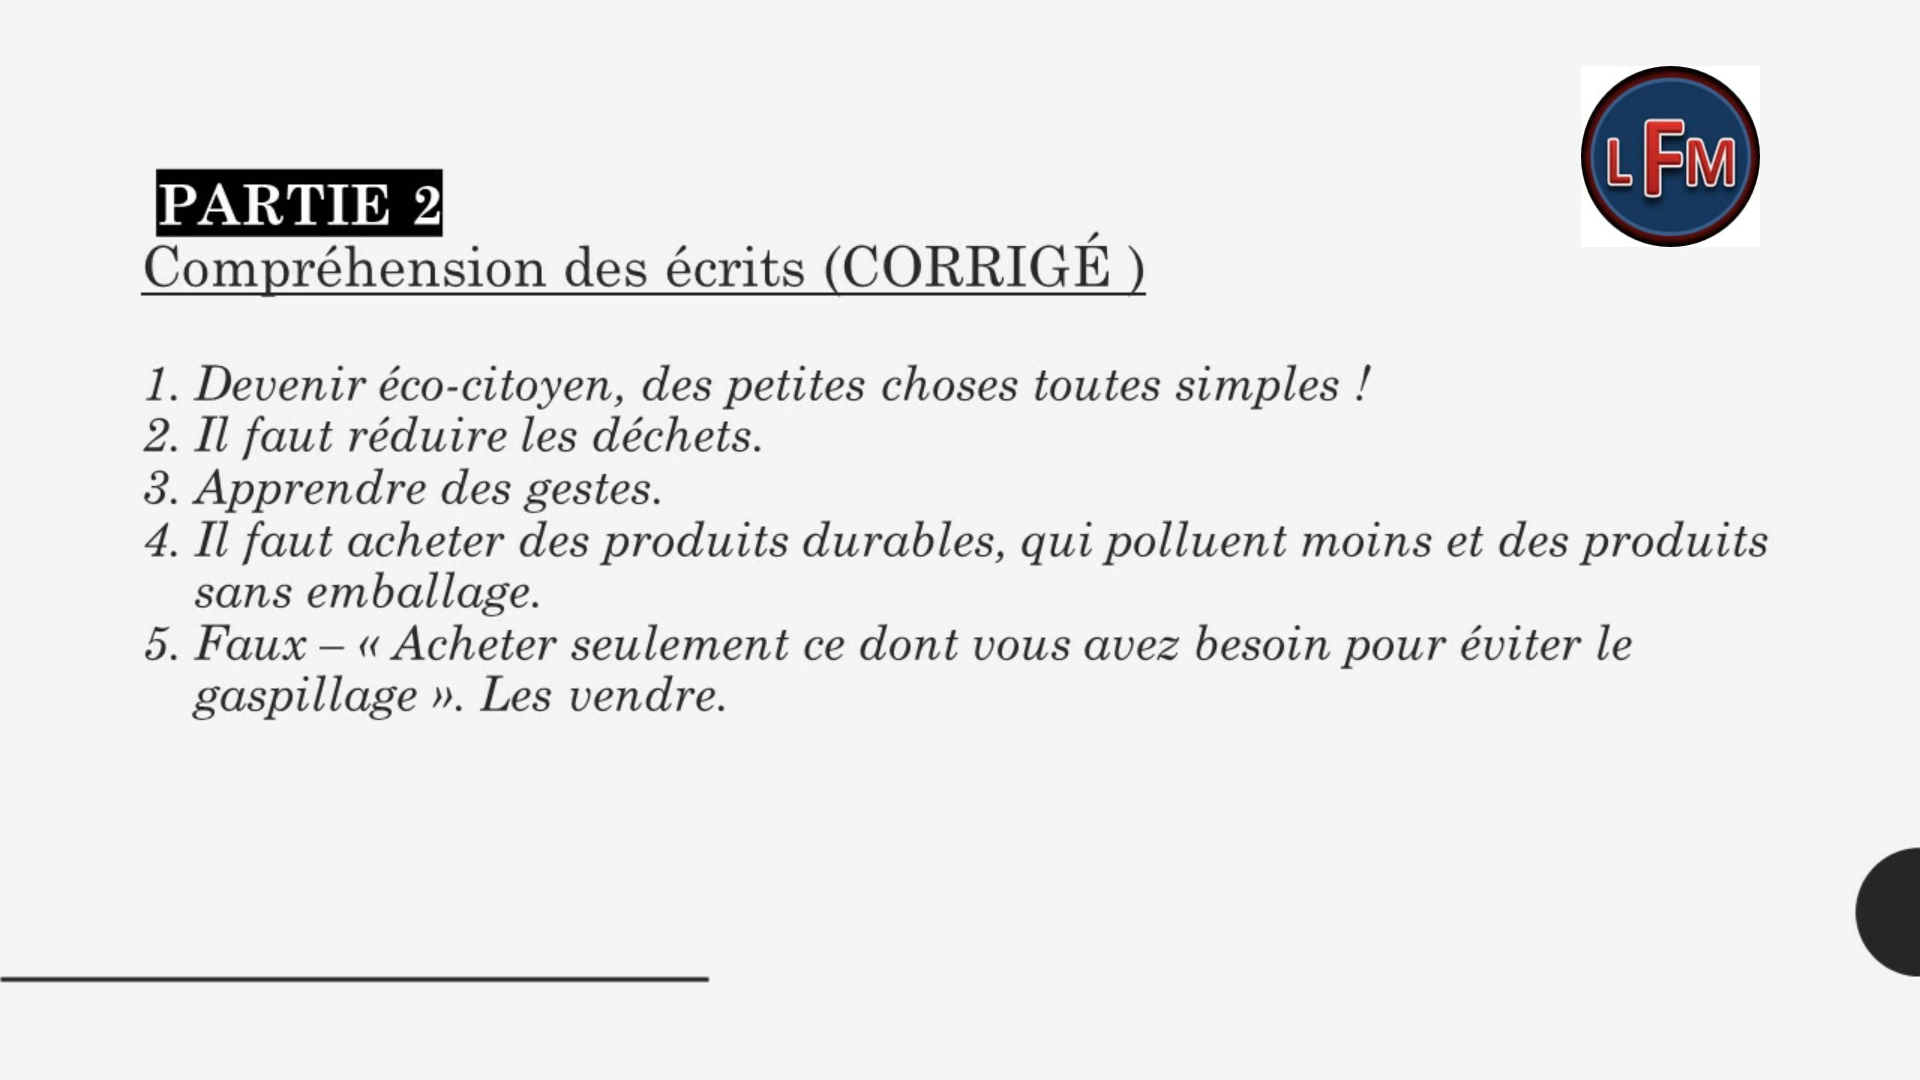 LFM
PARTIE 2
Compréhension des écrits (CORRIGÉ )
1. Devenir éco-citoyen, des petites choses toutes simples !
2. Il faut réduire les déchets.
3. Apprendre des gestes.
4. Il faut acheter des produits durables, qui polluent moins et des produits
sans emballage.
5. Faux – « Acheter seulement ce dont vous avez besoin pour éviter le
gaspillage ». Les vendre.